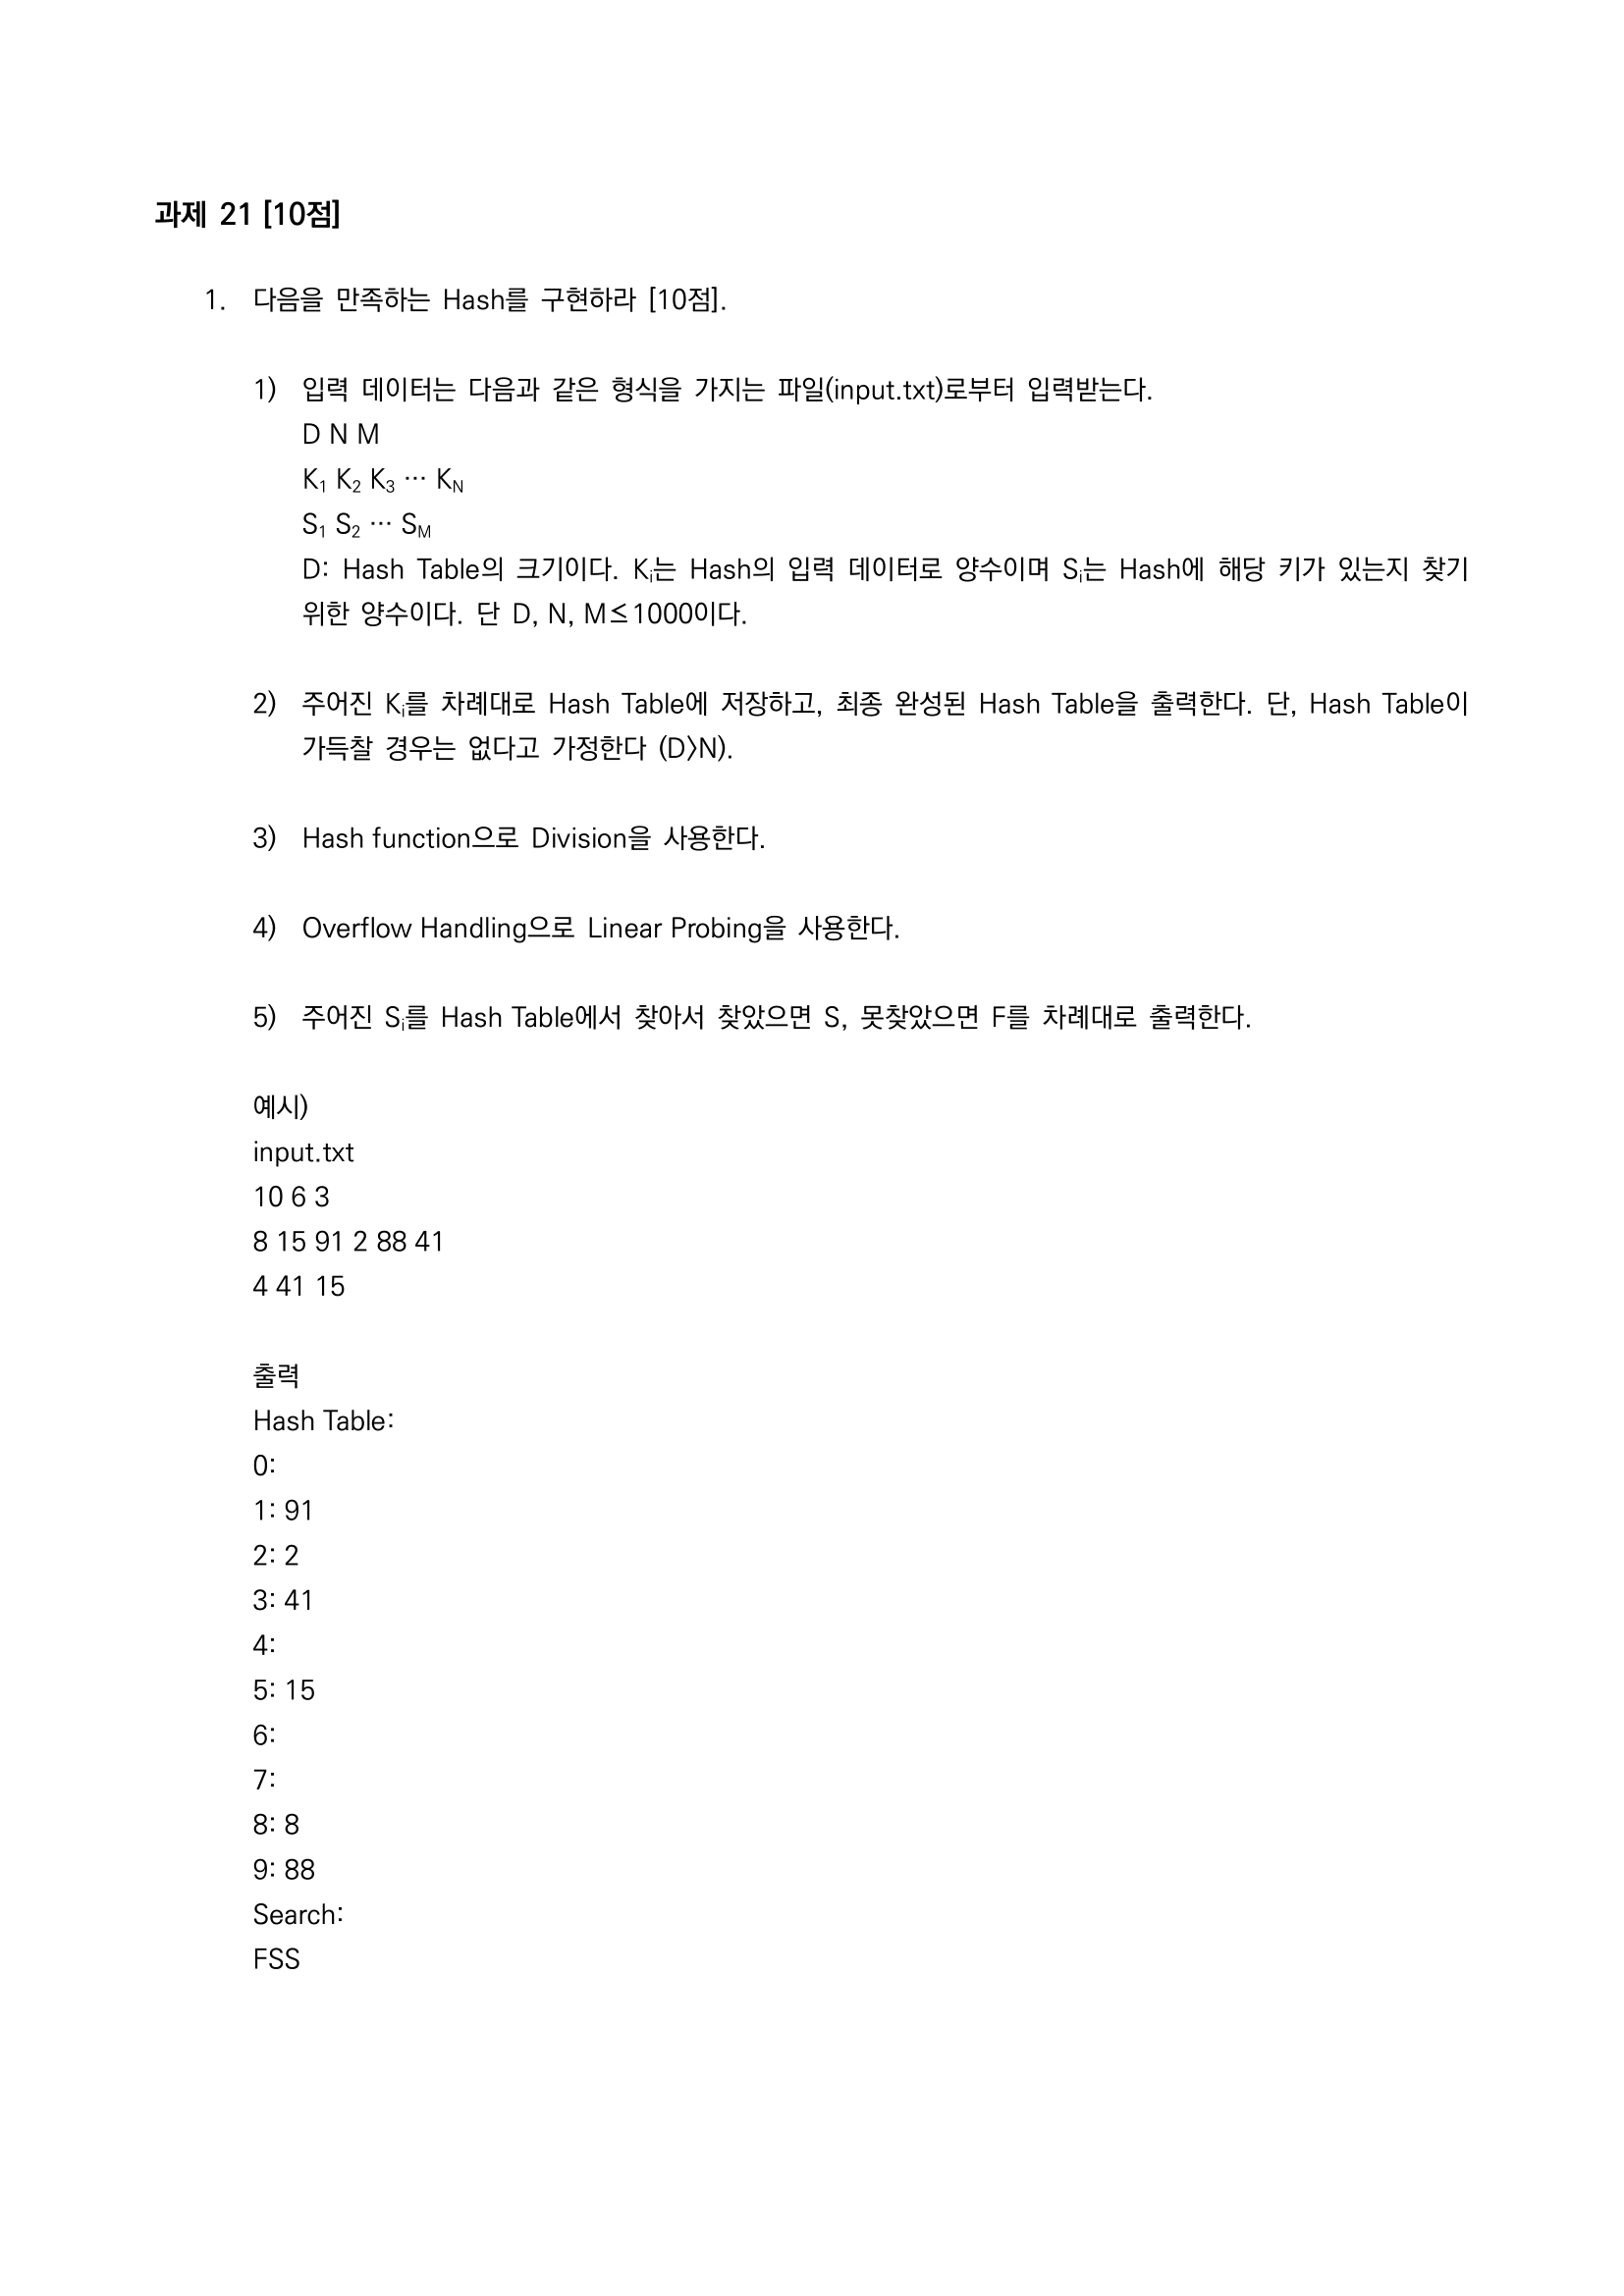 과제 21 [10점]
1. 다음을 만족하는 Hash를 구현하라 [10점].
1) 입력 데이터는 다음과 같은 형식을 가지는 파일(input.txt)로부터 입력받는다.
D N M
K₁ K₂ K₃ ⋯ K_N
S₁ S₂ ⋯ S_M
D: Hash Table의 크기이다. Kᵢ는 Hash의 입력 데이터로 양수이며 Sᵢ는 Hash에 해당 키가 있는지 찾기
위한 양수이다. 단 D, N, M≤1000이다.
2) 주어진 Kᵢ를 차례대로 Hash Table에 저장하고, 최종 완성된 Hash Table을 출력한다. 단, Hash Table이
가득찰 경우는 없다고 가정한다 (D>N).
3) Hash function으로 Division을 사용한다.
4) Overflow Handling으로 Linear Probing을 사용한다.
5) 주어진 Sᵢ를 Hash Table에서 찾아서 찾았으면 S, 못찾았으면 F를 차례대로 출력한다.
예시)
input.txt
10 6 3
8 15 91 2 88 41
4 41 15
출력
Hash Table:
0:
1: 91
2: 2
3: 41
4:
5: 15
6:
7:
8: 8
9: 88
Search:
FSS